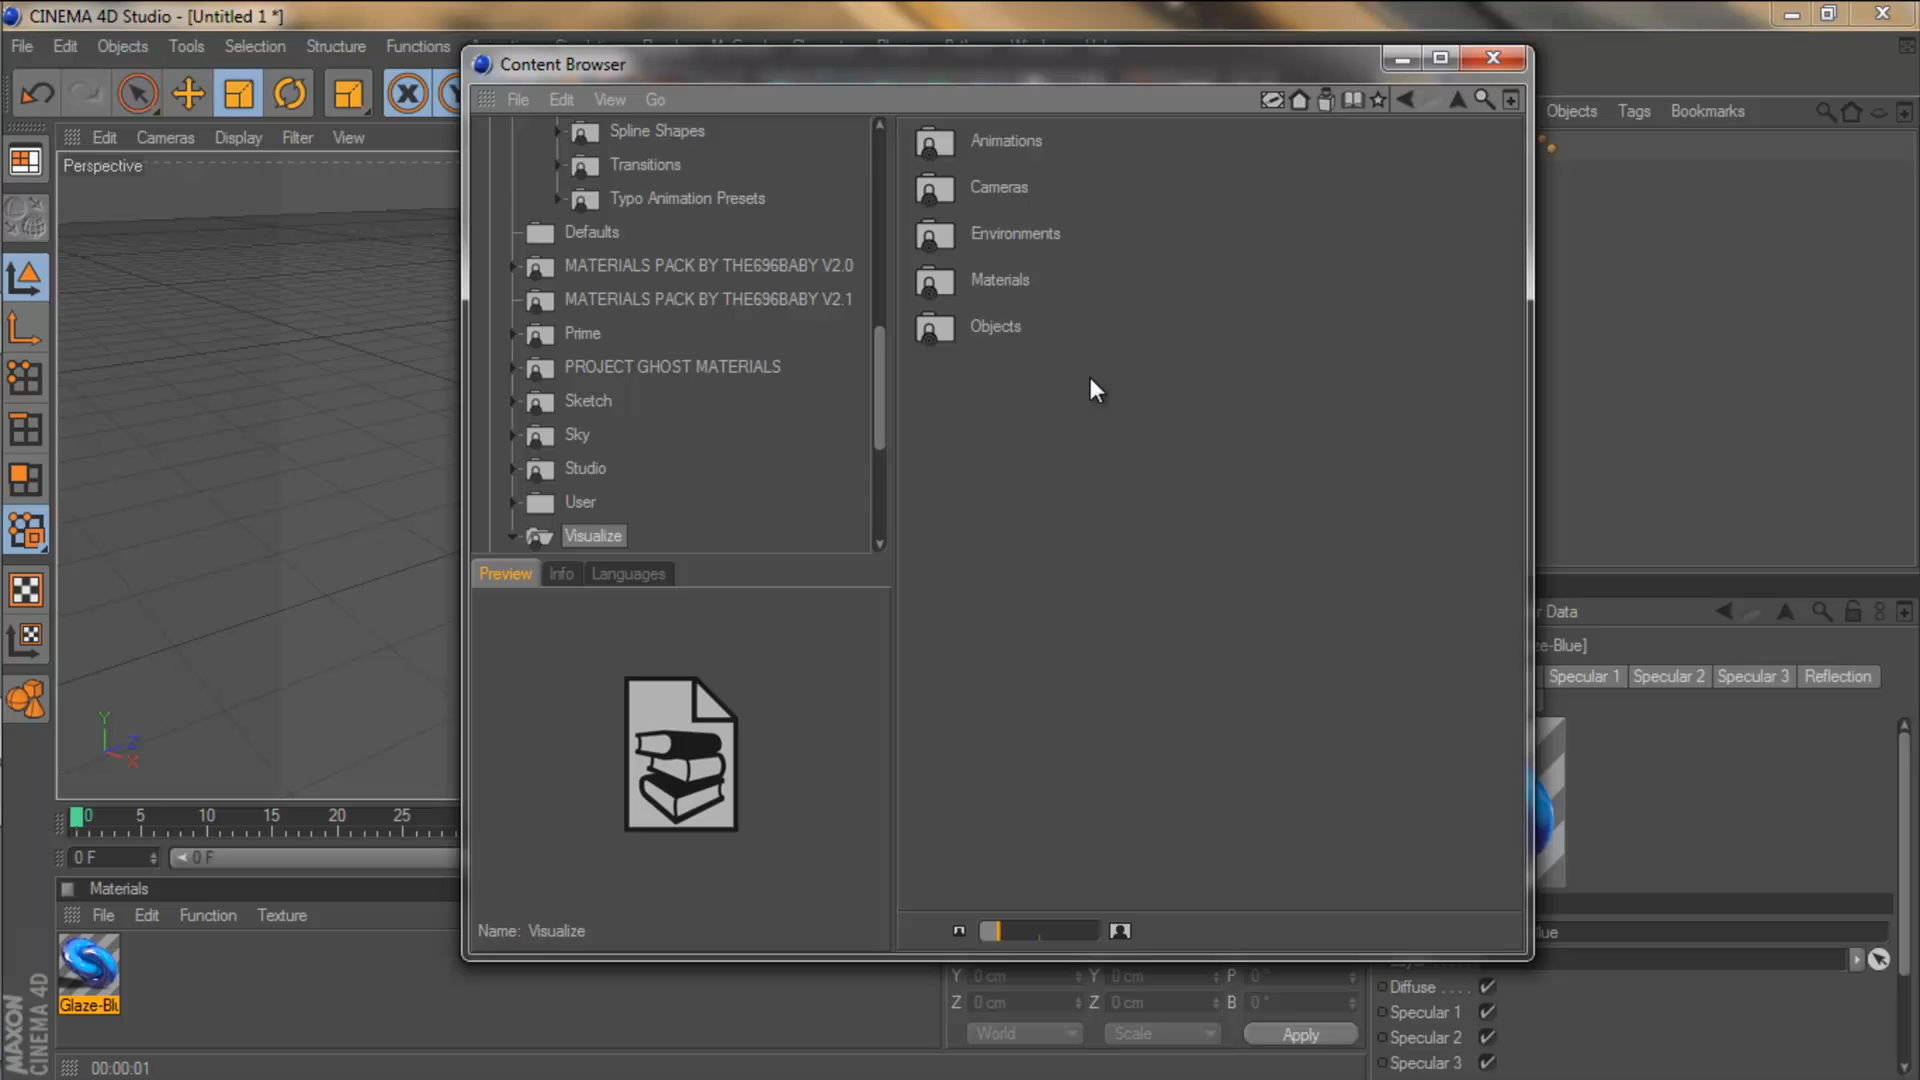 CINEMA 4D Studio - [Untitled 1 *]
File Edit Objects Tools Selection Structure Functions
Content Browser
File Edit View Go
Objects Tags Bookmarks
Edit Cameras Display Filter View
Perspective
Spline Shapes
Transitions
Typo Animation Presets
Defaults
MATERIALS PACK BY THE696BABY V2.0
MATERIALS PACK BY THE696BABY V2.1
Prime
PROJECT GHOST MATERIALS
Sketch
Sky
Studio
User
Visualize
Animations
Cameras
Environments
Materials
Objects
Preview Info Languages
Name: Visualize
Data
e-Blue]
Specular 1 Specular 2 Specular 3 Reflection
Y
Z
X
0 5 10 15 20 25
0 F
0 F
Materials
File Edit Function Texture
Glaze-Blu
lue
Y 0 cm Y 0 cm P 0 °
Z 0 cm Z 0 cm B 0 °
World Scale Apply
Diffuse . . . .
Specular 1
Specular 2
Specular 3
MAXON
CINEMA 4D
00:00:01